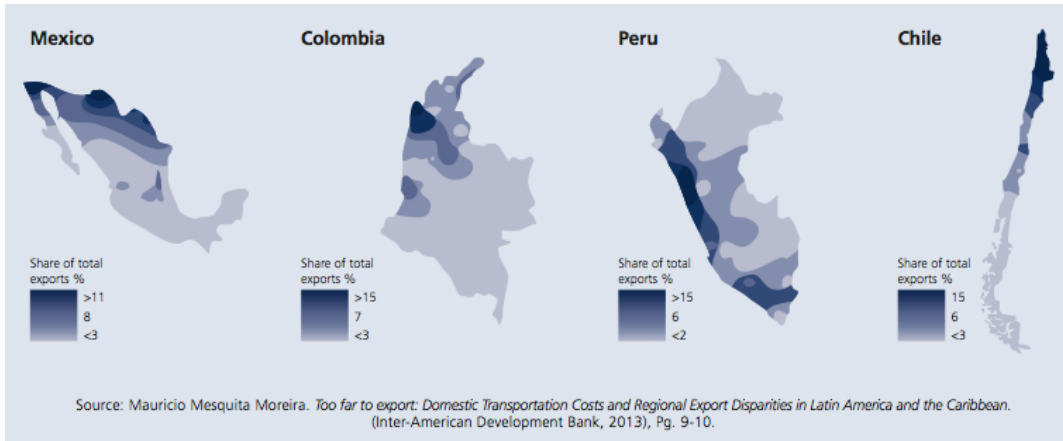 Mexico
Colombia
Peru
Chile
Share of total
exports %
>11
8
<3
Share of total
exports %
>15
7
<3
Share of total
exports %
>15
6
<2
Share of total
exports %
15
6
<3
Source: Mauricio Mesquita Moreira. Too far to export: Domestic Transportation Costs and Regional Export Disparities in Latin America and the Caribbean.
(Inter-American Development Bank, 2013), Pg. 9-10.